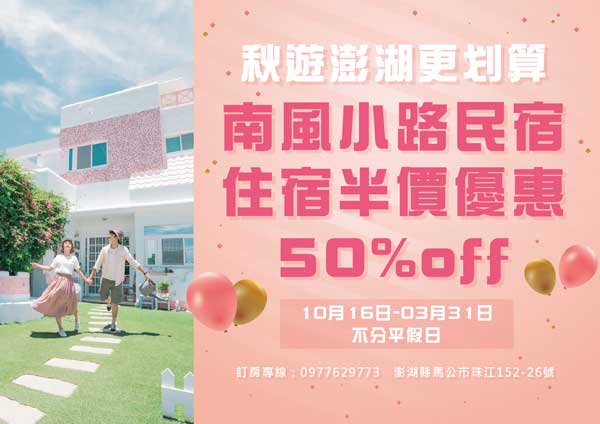 秋遊澎湖更划算
南風小路民宿
住宿半價優惠
50%off
10月16日-03月31日
不分平假日
訂房專線：0977629773 澎湖縣馬公市珠江152-26號